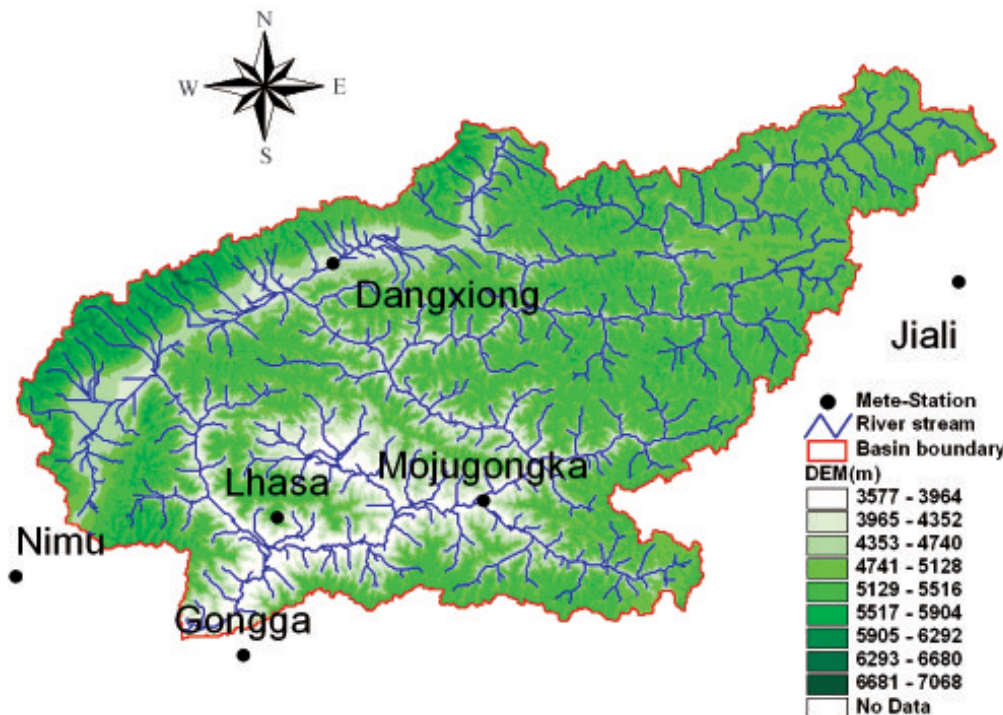 N
W E
S
Dangxiong
Jiali
Mete-Station
River stream
Basin boundary
DEM(m)
3577 - 3964
3965 - 4352
4353 - 4740
4741 - 5128
5129 - 5516
5517 - 5904
5905 - 6292
6293 - 6680
6681 - 7068
No Data
Mojugongka
Lhasa
Nimu
Gongga